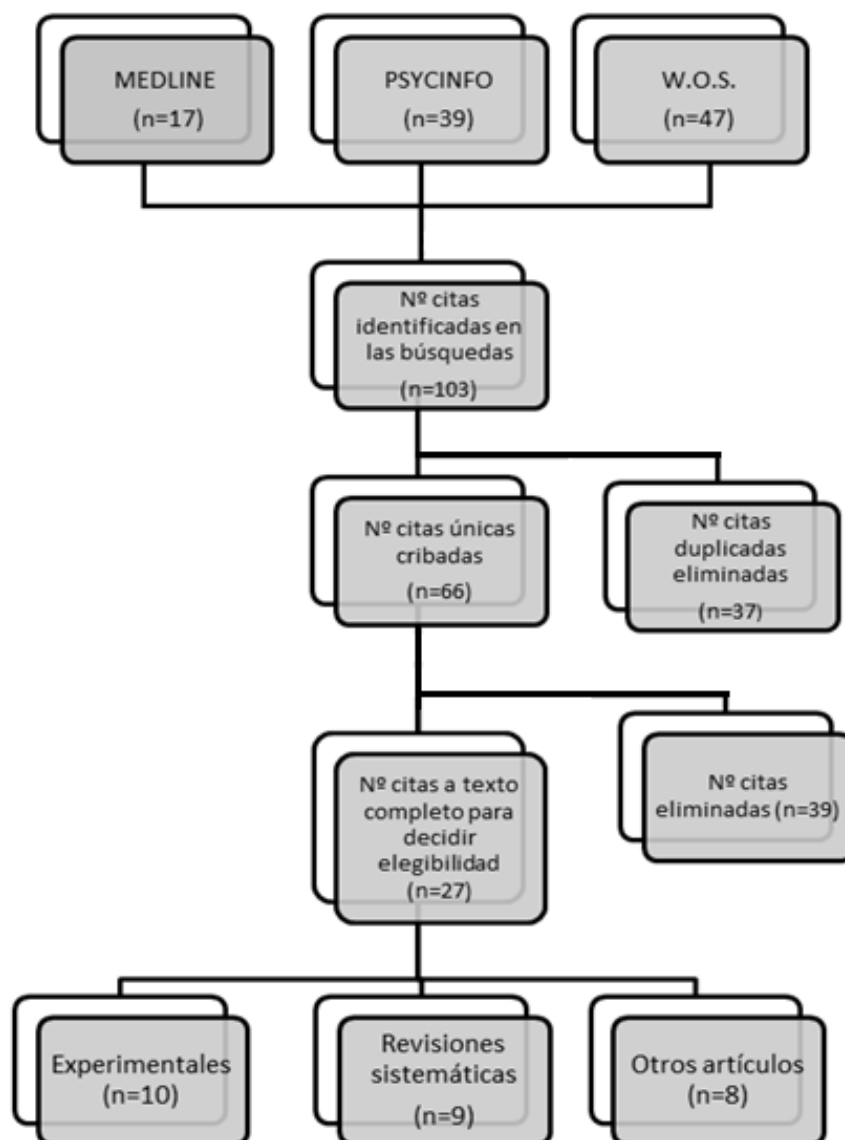 MEDLINE
(n=17)
PSYCINFO
(n=39)
W.O.S.
(n=47)
Nº citas
identificadas en
las búsquedas
(n=103)
Nº citas únicas
cribadas
(n=66)
Nº citas
duplicadas
eliminadas
(n=37)
Nº citas a texto
completo para
decidir
elegibilidad
(n=27)
Nº citas
eliminadas (n=39)
Experimentales
(n=10)
Revisiones
sistemáticas
(n=9)
Otros artículos
(n=8)